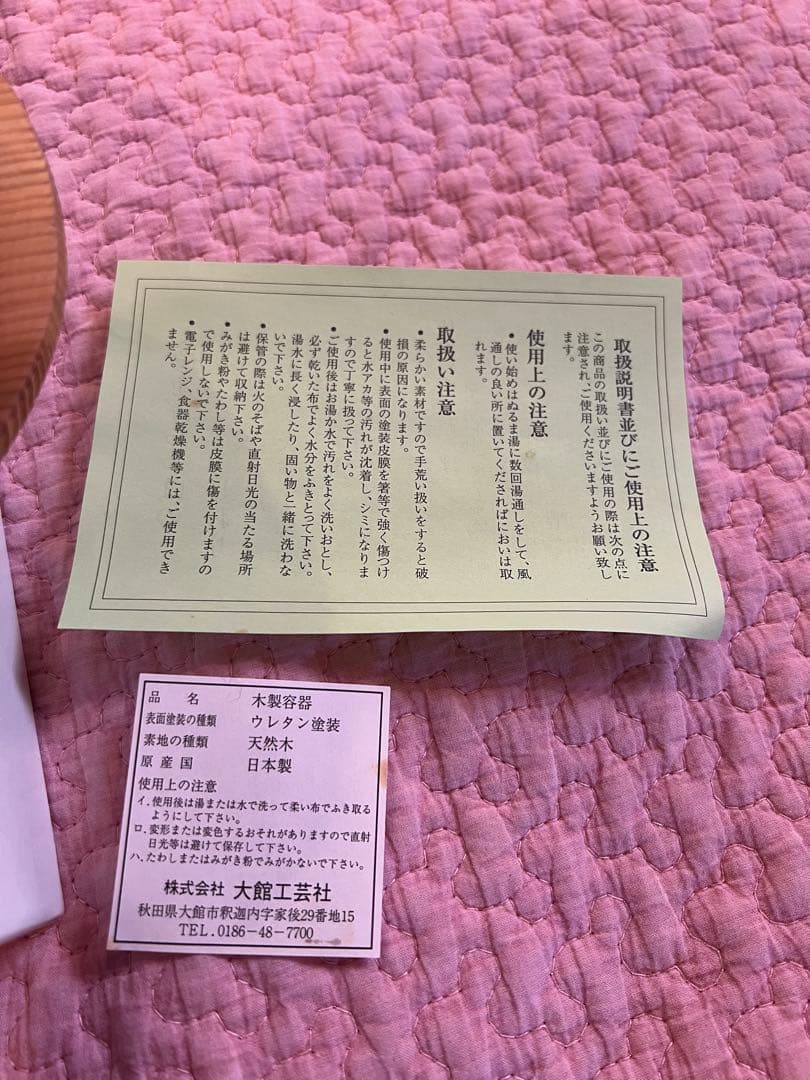 取扱説明書並びにご使用上の注意
この商品の取扱い並びにご使用の際は次の点に
注意され、ご使用くださいますようお願い致し
ます。
使用上の注意
●使い始めはぬるま湯に数回湯通しをして、風
通しの良い所に置いてくださればにおいは取
れます。
取扱い注意
●柔らかい素材ですので手荒い扱いをすると破
損の原因になります。
●使用中に表面の塗装皮膜を箸等で強く傷つけ
ると水アカ等の汚れが沈着し、シミになりま
すので丁寧に扱って下さい。
●ご使用後はお湯か水で汚れをよく洗いおとし、
必ず乾いた布でよく水分をふきとって下さい。
湯水に長く浸したり、固い物と一緒に洗わな
いで下さい。
●保管の際は火のそばや直射日光の当たる場所
は避けて収納下さい。
●みがき粉やたわし等は皮膜に傷を付けますの
で使用しないで下さい。
●電子レンジ、食器乾燥機等には、ご使用でき
ません。
品名 木製容器
表面塗装の種類 ウレタン塗装
素地の種類 天然木
原産国 日本製
使用上の注意
イ.使用後は湯または水で洗って柔い布でふき取る
ようにして下さい。
ロ.変形または変色するおそれがありますので直射
日光等は避けて保存して下さい。
ハ.たわしまたはみがき粉でみがかないで下さい。
株式会社 大館工芸社
秋田県大館市釈迦内字家後29番地15
TEL.0186-48-7700